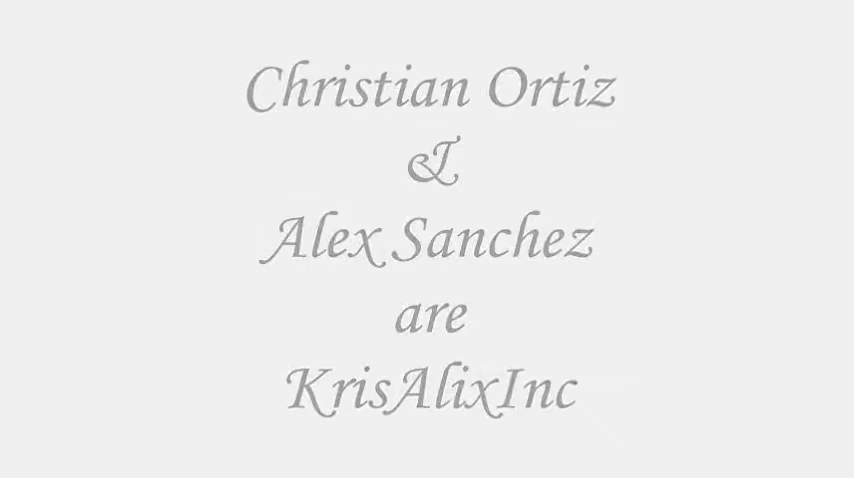 Christian Ortiz
&
Alex Sanchez
are
KrisAlixInc